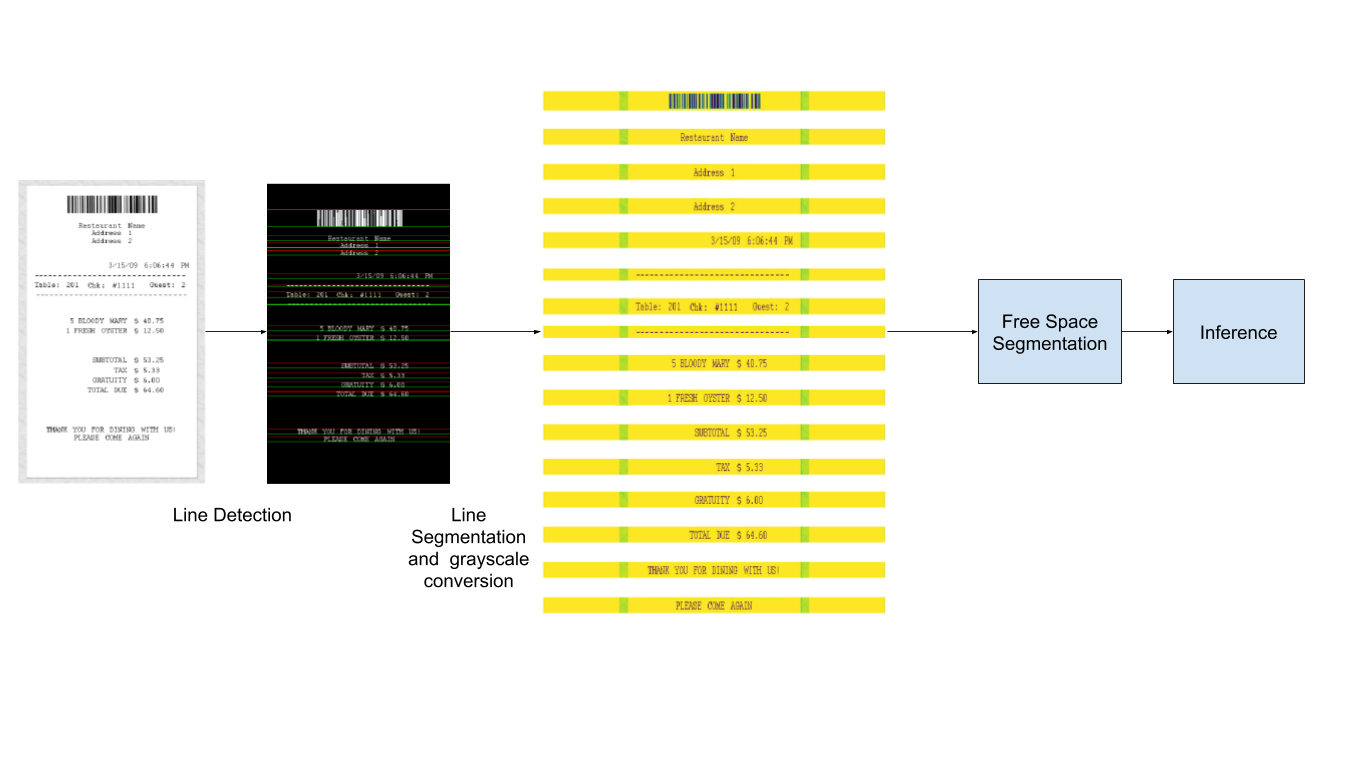 Restaurant Name
Address 1
Address 2
3/15/09 6:06:44 PM
--------------------------------
Table: 201 Chk: #1111 Guest: 2
--------------------------------
5 BLOODY MARY $ 40.75
1 FRESH OYSTER $ 12.50
SUBTOTAL $ 53.25
TAX $ 5.33
GRATUITY $ 6.00
TOTAL DUE $ 64.60
THANK YOU FOR DINING WITH US!
PLEASE COME AGAIN
Line Detection
Restaurant Name
Address 1
Address 2
3/15/09 6:06:44 PM
--------------------------------
Table: 201 Chk: #1111 Guest: 2
--------------------------------
5 BLOODY MARY $ 40.75
1 FRESH OYSTER $ 12.50
SUBTOTAL $ 53.25
TAX $ 5.33
GRATUITY $ 6.00
TOTAL DUE $ 64.60
THANK YOU FOR DINING WITH US!
PLEASE COME AGAIN
Line
Segmentation
and grayscale
conversion
Restaurant Name
Address 1
Address 2
3/15/09 6:06:44 PM
------------------------------
Table: 201 Chk: #1111 Guest: 2
------------------------------
5 BLOODY MARY $ 40.75
1 FRESH OYSTER $ 12.50
SUBTOTAL $ 53.25
TAX $ 5.33
GRATUITY $ 6.00
TOTAL DUE $ 64.60
THANK YOU FOR DINING WITH US!
PLEASE COME AGAIN
Free Space
Segmentation
Inference